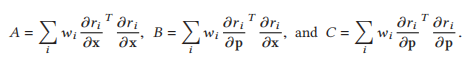 A = ∑_i w_i ∂r_i/∂x^T ∂r_i/∂x, B = ∑_i w_i ∂r_i/∂p^T ∂r_i/∂x, and C = ∑_i w_i ∂r_i/∂p^T ∂r_i/∂p.